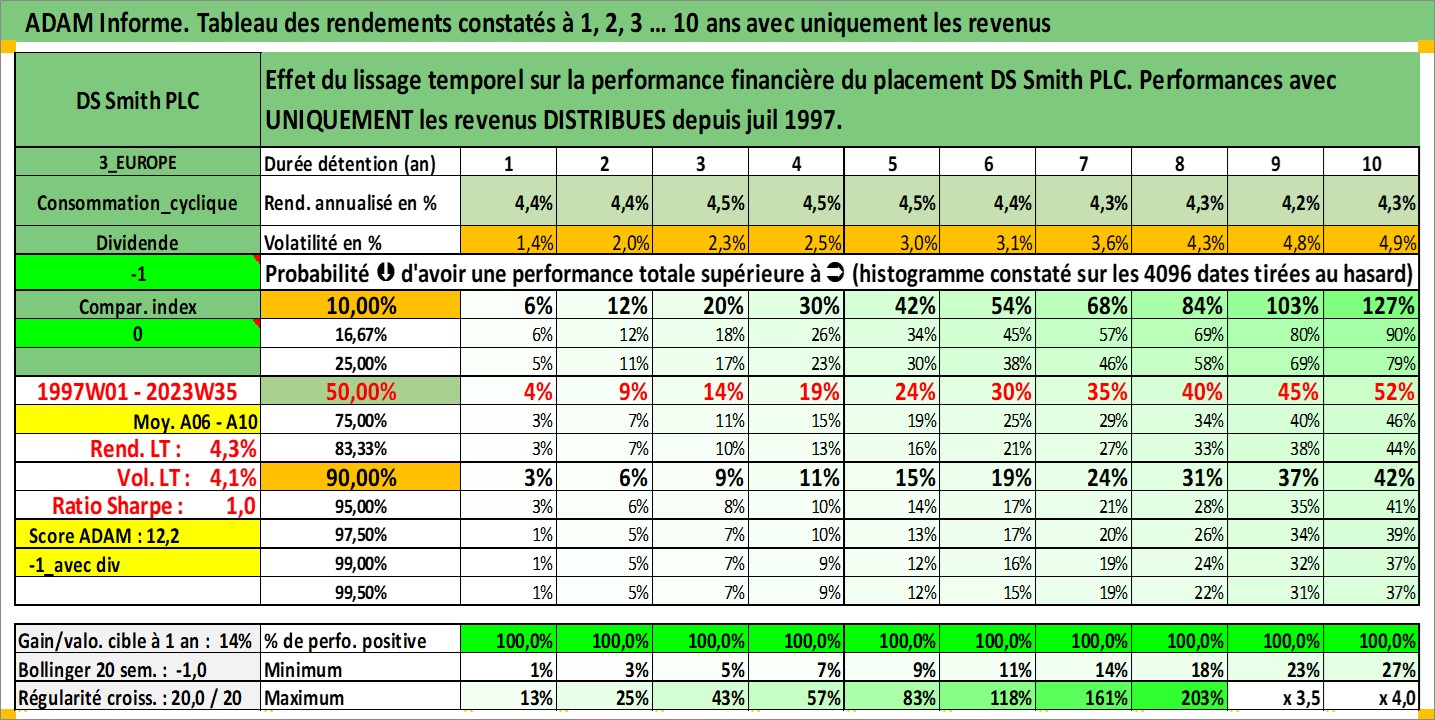 ADAM Informe. Tableau des rendements constatés à 1, 2, 3 ... 10 ans avec uniquement les revenus
DS Smith PLC
Effet du lissage temporel sur la performance financière du placement DS Smith PLC. Performances avec
UNIQUEMENT les revenus DISTRIBUES depuis juil 1997.
3_EUROPE Durée détention (an) 1 2 3 4 5 6 7 8 9 10
Consommation_cyclique Rend. annualisé en % 4,4% 4,4% 4,5% 4,5% 4,5% 4,4% 4,3% 4,3% 4,2% 4,3%
Dividende Volatilité en % 1,4% 2,0% 2,3% 2,5% 3,0% 3,1% 3,6% 4,3% 4,8% 4,9%
-1 Probabilité ⬇ d'avoir une performance totale supérieure à ➲ (histogramme constaté sur les 4096 dates tirées au hasard)
Compar. index 10,00% 6% 12% 20% 30% 42% 54% 68% 84% 103% 127%
0 16,67% 6% 12% 18% 26% 34% 45% 57% 69% 80% 90%
25,00% 5% 11% 17% 23% 30% 38% 46% 58% 69% 79%
1997W01 - 2023W35 50,00% 4% 9% 14% 19% 24% 30% 35% 40% 45% 52%
Moy. A06 - A10 75,00% 3% 7% 11% 15% 19% 25% 29% 34% 40% 46%
Rend. LT : 4,3% 83,33% 3% 7% 10% 13% 16% 21% 27% 33% 38% 44%
Vol. LT : 4,1% 90,00% 3% 6% 9% 11% 15% 19% 24% 31% 37% 42%
Ratio Sharpe : 1,0 95,00% 3% 6% 8% 10% 14% 17% 21% 28% 35% 41%
Score ADAM : 12,2 97,50% 1% 5% 7% 10% 13% 17% 20% 26% 34% 39%
-1_avec div 99,00% 1% 5% 7% 9% 12% 16% 19% 24% 32% 37%
99,50% 1% 5% 7% 9% 12% 15% 19% 22% 31% 37%
Gain/valo. cible à 1 an : 14% % de perfo. positive 100,0% 100,0% 100,0% 100,0% 100,0% 100,0% 100,0% 100,0% 100,0% 100,0%
Bollinger 20 sem. : -1,0 Minimum 1% 3% 5% 7% 9% 11% 14% 18% 23% 27%
Régularité croiss. : 20,0 / 20 Maximum 13% 25% 43% 57% 83% 118% 161% 203% x 3,5 x 4,0